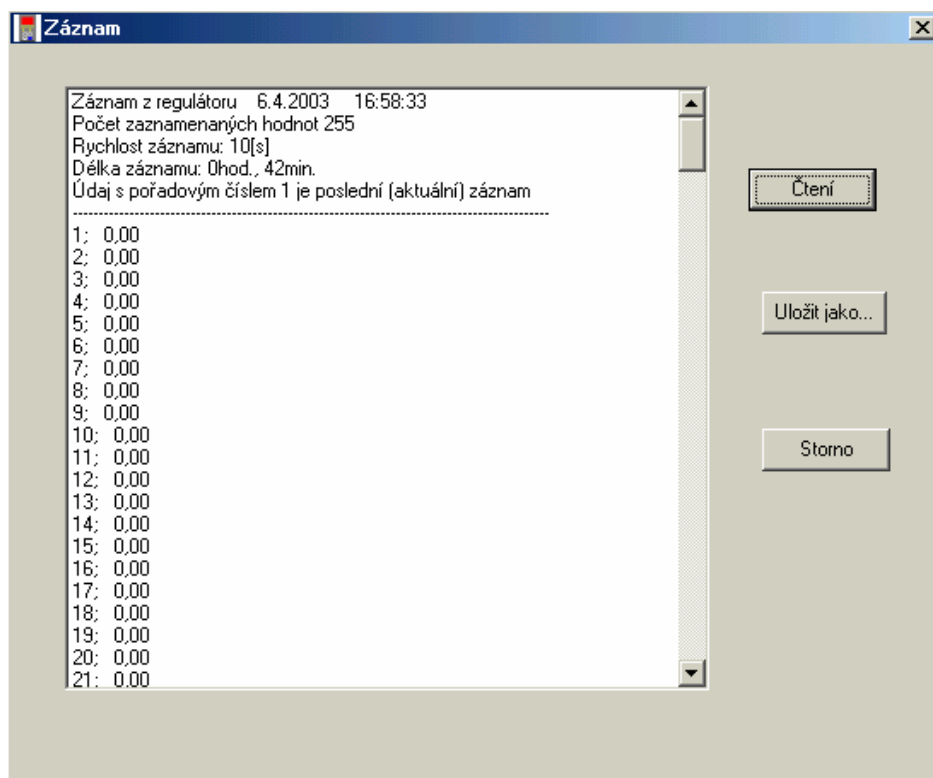 Záznam
Záznam z regulátoru 6.4.2003 16:58:33
Počet zaznamenaných hodnot 255
Rychlost záznamu: 10[s]
Délka záznamu: 0hod., 42min.
Údaj s pořadovým číslem 1 je poslední (aktuální) záznam
--------------------------------------------------------------------------------
1; 0,00
2; 0,00
3; 0,00
4; 0,00
5; 0,00
6; 0,00
7; 0,00
8; 0,00
9; 0,00
10; 0,00
11; 0,00
12; 0,00
13; 0,00
14; 0,00
15; 0,00
16; 0,00
17; 0,00
18; 0,00
19; 0,00
20; 0,00
21; 0,00
Čtení
Uložit jako...
Storno